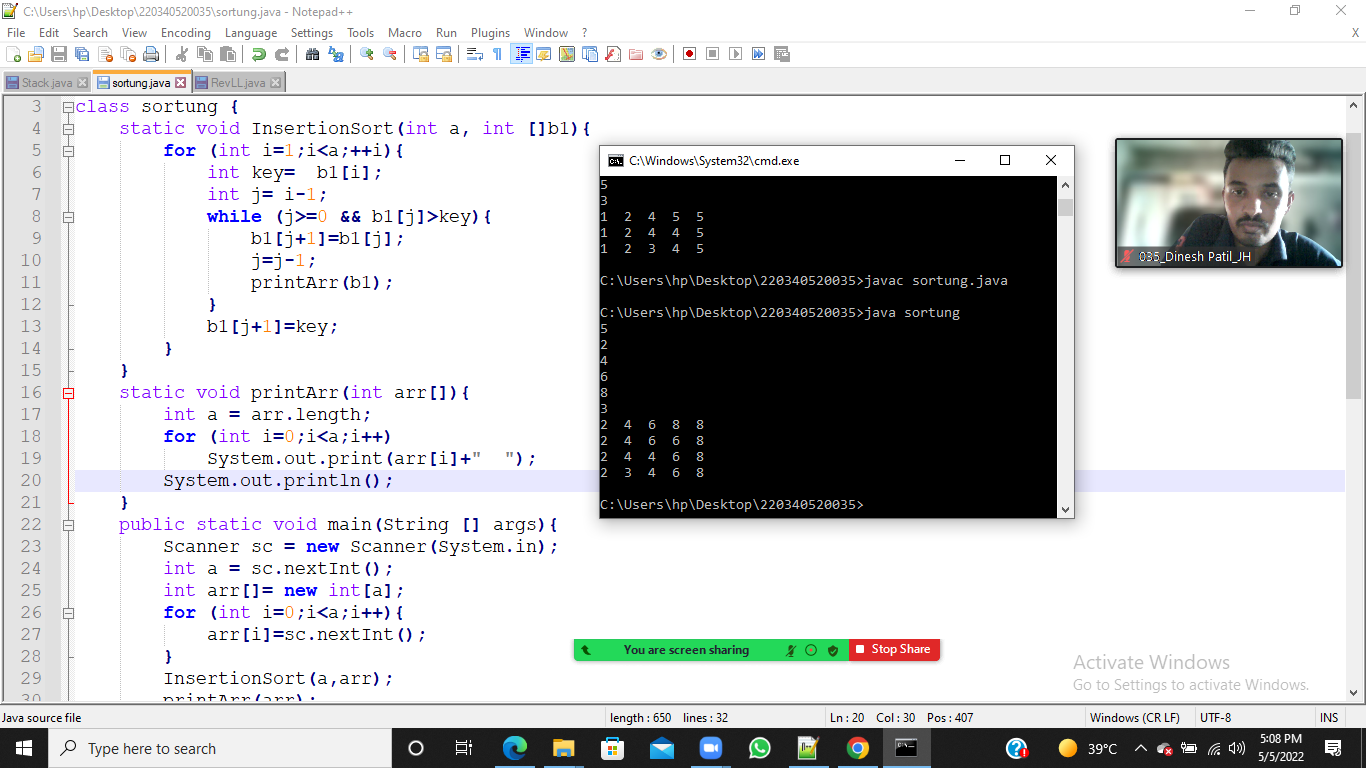 C:\Users\hp\Desktop\220340520035\sortung.java - Notepad++
File Edit Search View Encoding Language Settings Tools Macro Run Plugins Window ? X
Stack.java sortung.java RevLL.java
3 class sortung {
4 static void InsertionSort(int a, int []b1){
5 for (int i=1;i<a;++i){
6 int key=  b1[i];
7 int j= i-1;
8 while (j>=0 && b1[j]>key){
9 b1[j+1]=b1[j];
10 j=j-1;
11 printArr(b1);
12 }
13 b1[j+1]=key;
14 }
15 }
16 static void printArr(int arr[]){
17 int a = arr.length;
18 for (int i=0;i<a;i++)
19 System.out.print(arr[i]+"  ");
20 System.out.println();
21 }
22 public static void main(String [] args){
23 Scanner sc = new Scanner(System.in);
24 int a = sc.nextInt();
25 int arr[]= new int[a];
26 for (int i=0;i<a;i++){
27 arr[i]=sc.nextInt();
28 }
29 InsertionSort(a,arr);
30 printArr(arr);
C:\Windows\System32\cmd.exe
5
3
1  2  4  5  5
1  2  4  4  5
1  2  3  4  5
C:\Users\hp\Desktop\220340520035>javac sortung.java
C:\Users\hp\Desktop\220340520035>java sortung
5
2
4
6
8
3
2  4  6  8  8
2  4  6  6  8
2  4  4  6  8
2  3  4  6  8
C:\Users\hp\Desktop\220340520035>
035_Dinesh Patil_JH
You are screen sharing Stop Share
Activate Windows
Go to Settings to activate Windows.
Java source file length : 650 lines : 32 Ln : 20 Col : 30 Pos : 407 Windows (CR LF) UTF-8 INS
Type here to search
39°C
5:08 PM
5/5/2022